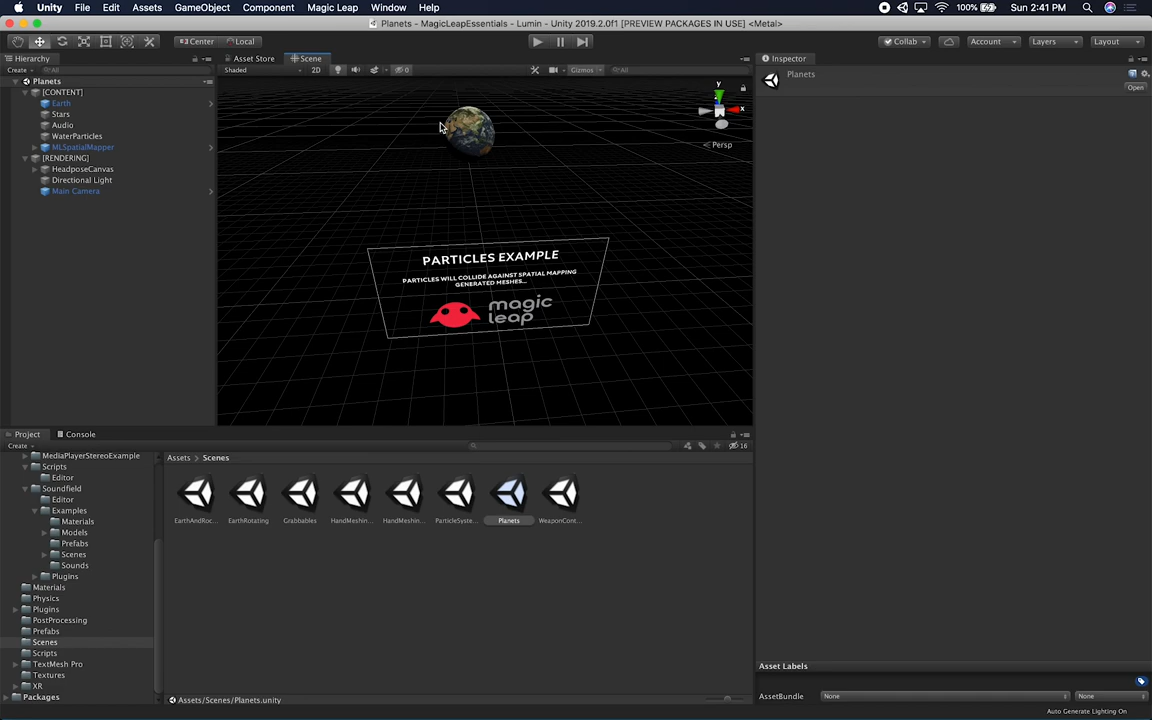 Unity File Edit Assets GameObject Component Magic Leap Window Help 100% Sun 2:41 PM
Planets - MagicLeapEssentials - Lumin - Unity 2019.2.0f1 [PREVIEW PACKAGES IN USE] <Metal>
Center Local Collab Account Layers Layout
Hierarchy Asset Store Scene Inspector
Create All Shaded 2D 0 Gizmos All
Planets
[CONTENT]
Earth
Stars
Audio
WaterParticles
MLSpatialMapper
[RENDERING]
HeadposeCanvas
Directional Light
Main Camera
y
x
Persp
PARTICLES EXAMPLE
PARTICLES WILL COLLIDE AGAINST SPATIAL MAPPING
GENERATED MESHES...
magic
leap
Planets
Open
Project Console
Create 16
MediaPlayerStereoExample
Scripts
Editor
Soundfield
Editor
Examples
Materials
Models
Prefabs
Scenes
Sounds
Plugins
Materials
Physics
Plugins
PostProcessing
Prefabs
Scenes
Scripts
TextMesh Pro
Textures
XR
Packages
Assets > Scenes
EarthAndRoc... EarthRotating Grabbables HandMeshin... HandMeshin... ParticleSyste... Planets WeaponCont...
Assets/Scenes/Planets.unity
Asset Labels
AssetBundle None None
Auto Generate Lighting On